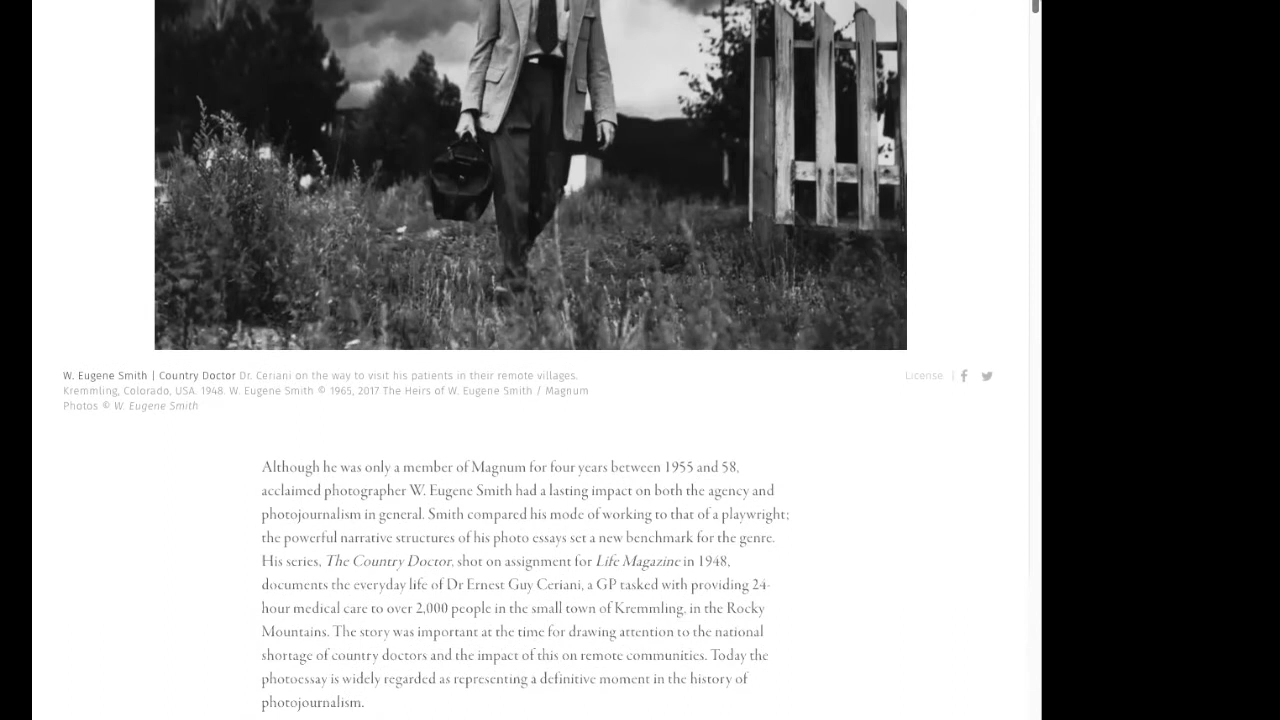 W. Eugene Smith | Country Doctor Dr. Ceriani on the way to visit his patients in their remote villages.
Kremmling, Colorado, USA. 1948. W. Eugene Smith © 1965, 2017 The Heirs of W. Eugene Smith / Magnum
Photos © W. Eugene Smith
License |
Although he was only a member of Magnum for four years between 1955 and 58,
acclaimed photographer W. Eugene Smith had a lasting impact on both the agency and
photojournalism in general. Smith compared his mode of working to that of a playwright;
the powerful narrative structures of his photo essays set a new benchmark for the genre.
His series, The Country Doctor, shot on assignment for Life Magazine in 1948,
documents the everyday life of Dr Ernest Guy Ceriani, a GP tasked with providing 24-
hour medical care to over 2,000 people in the small town of Kremmling, in the Rocky
Mountains. The story was important at the time for drawing attention to the national
shortage of country doctors and the impact of this on remote communities. Today the
photoessay is widely regarded as representing a definitive moment in the history of
photojournalism.